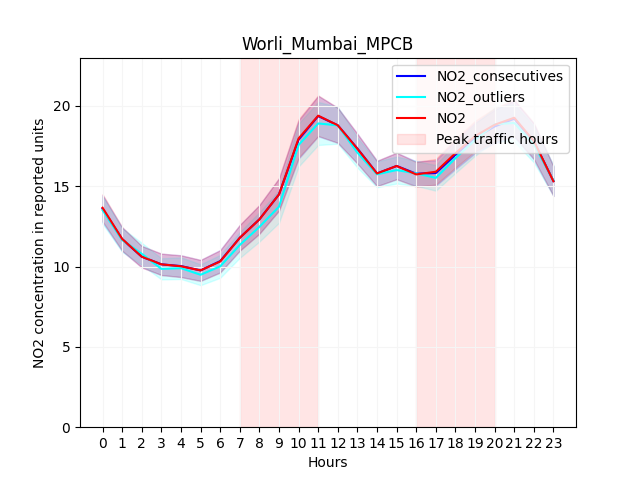 Worli_Mumbai_MPCB
NO2_consecutives
NO2_outliers
NO2
Peak traffic hours
NO2 concentration in reported units
20
15
10
5
0
0 1 2 3 4 5 6 7 8 9 10 11 12 13 14 15 16 17 18 19 20 21 22 23
Hours